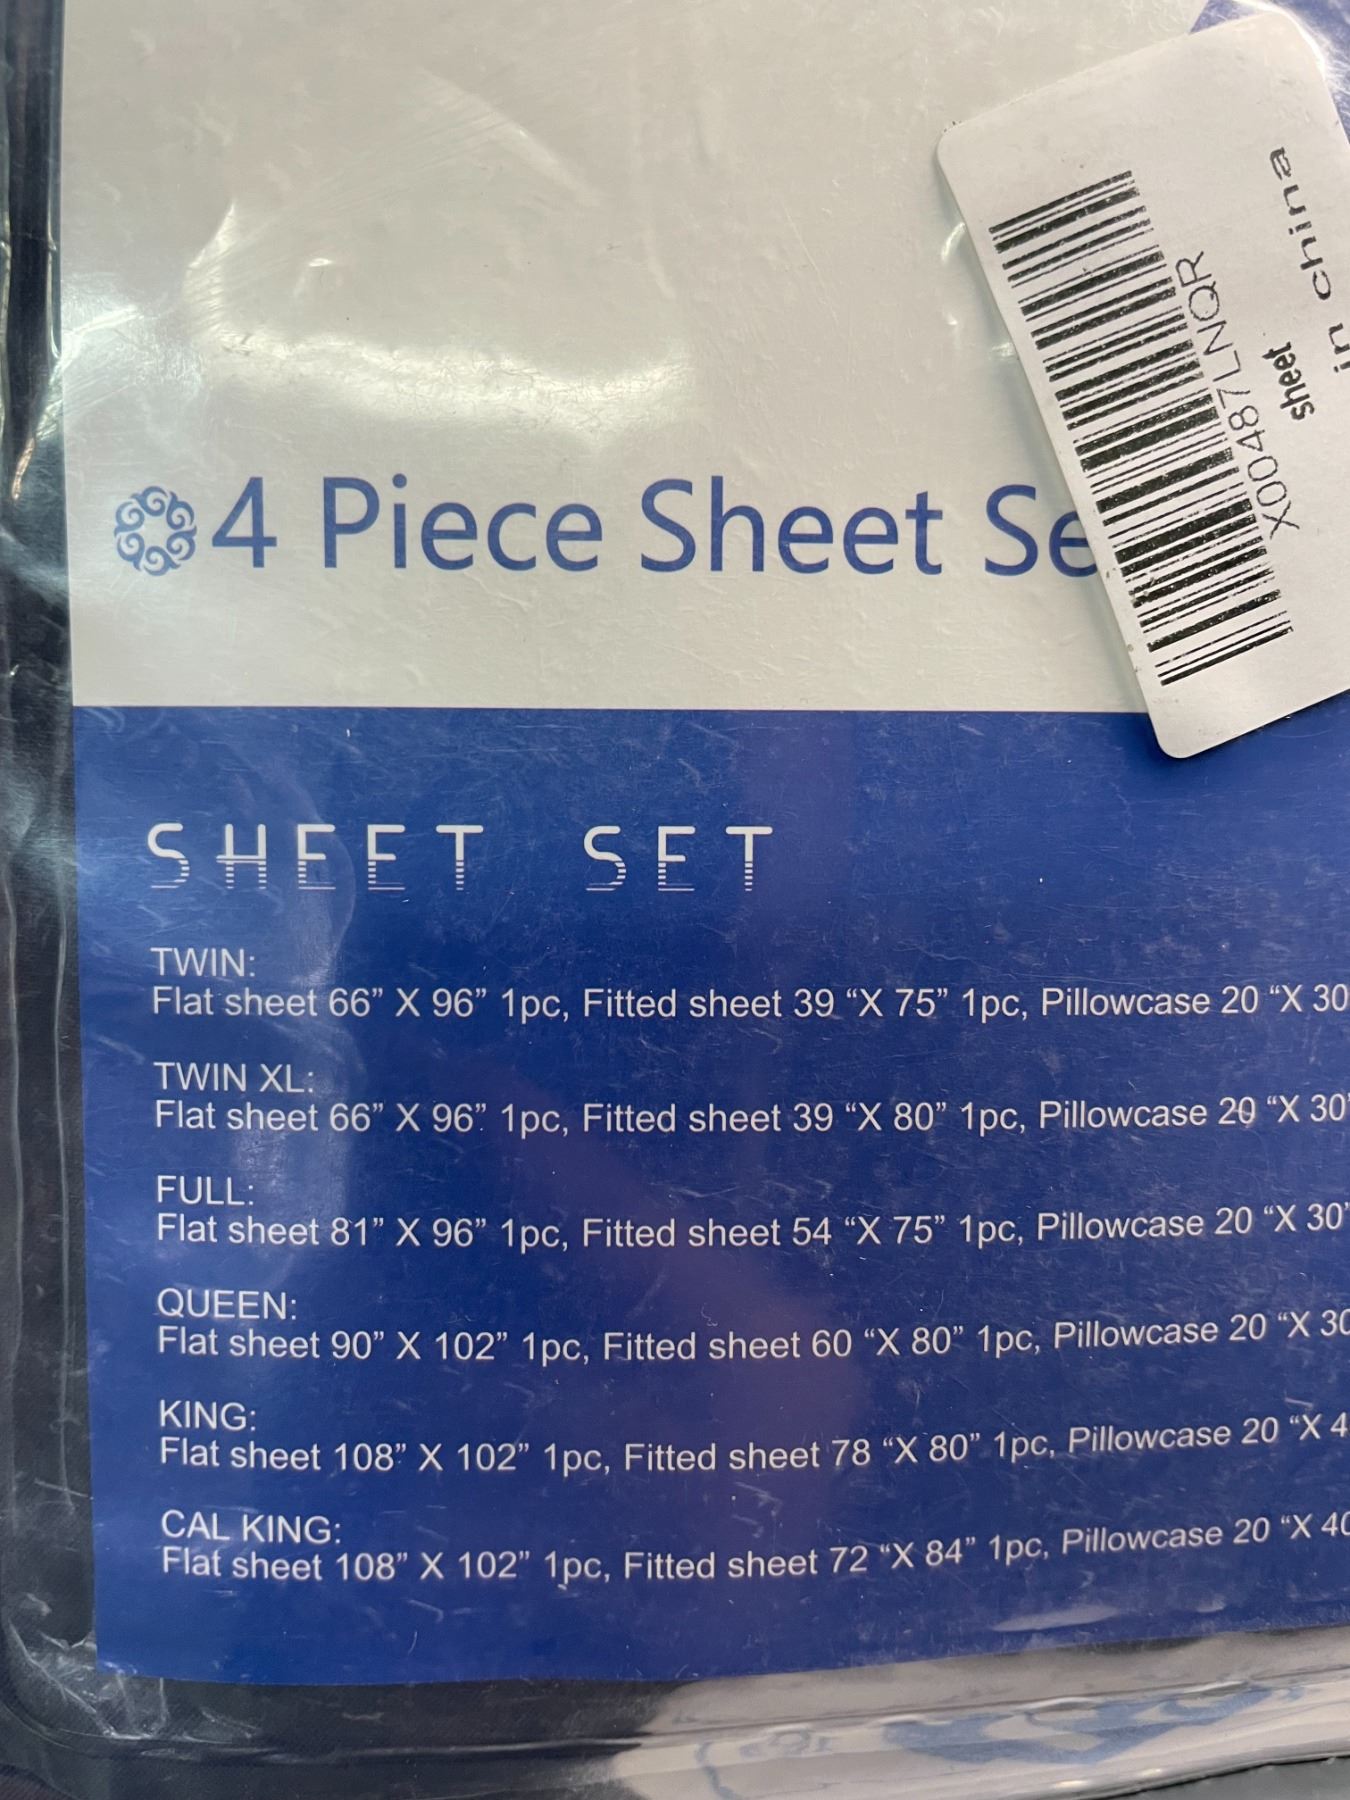 4 Piece Sheet Se
X00487LNQR
sheet
in china
SHEET SET
TWIN:
Flat sheet 66” X 96” 1pc, Fitted sheet 39 “X 75” 1pc, Pillowcase 20 “X 30
TWIN XL:
Flat sheet 66” X 96” 1pc, Fitted sheet 39 “X 80” 1pc, Pillowcase 20 “X 30”
FULL:
Flat sheet 81” X 96” 1pc, Fitted sheet 54 “X 75” 1pc, Pillowcase 20 “X 30”
QUEEN:
Flat sheet 90” X 102” 1pc, Fitted sheet 60 “X 80” 1pc, Pillowcase 20 “X 30
KING:
Flat sheet 108” X 102” 1pc, Fitted sheet 78 “X 80” 1pc, Pillowcase 20 “X 4
CAL KING:
Flat sheet 108” X 102” 1pc, Fitted sheet 72 “X 84” 1pc, Pillowcase 20 “X 40